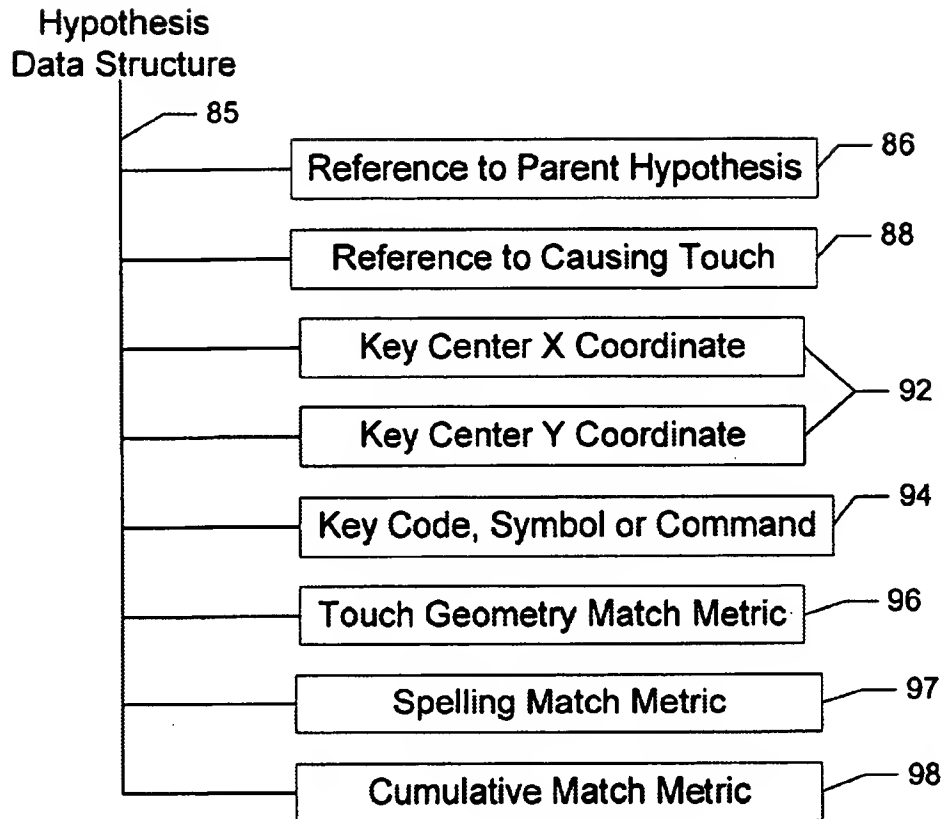 Hypothesis
Data Structure
85
Reference to Parent Hypothesis
86
Reference to Causing Touch
88
Key Center X Coordinate
92
Key Center Y Coordinate
Key Code, Symbol or Command
94
Touch Geometry Match Metric
96
Spelling Match Metric
97
Cumulative Match Metric
98